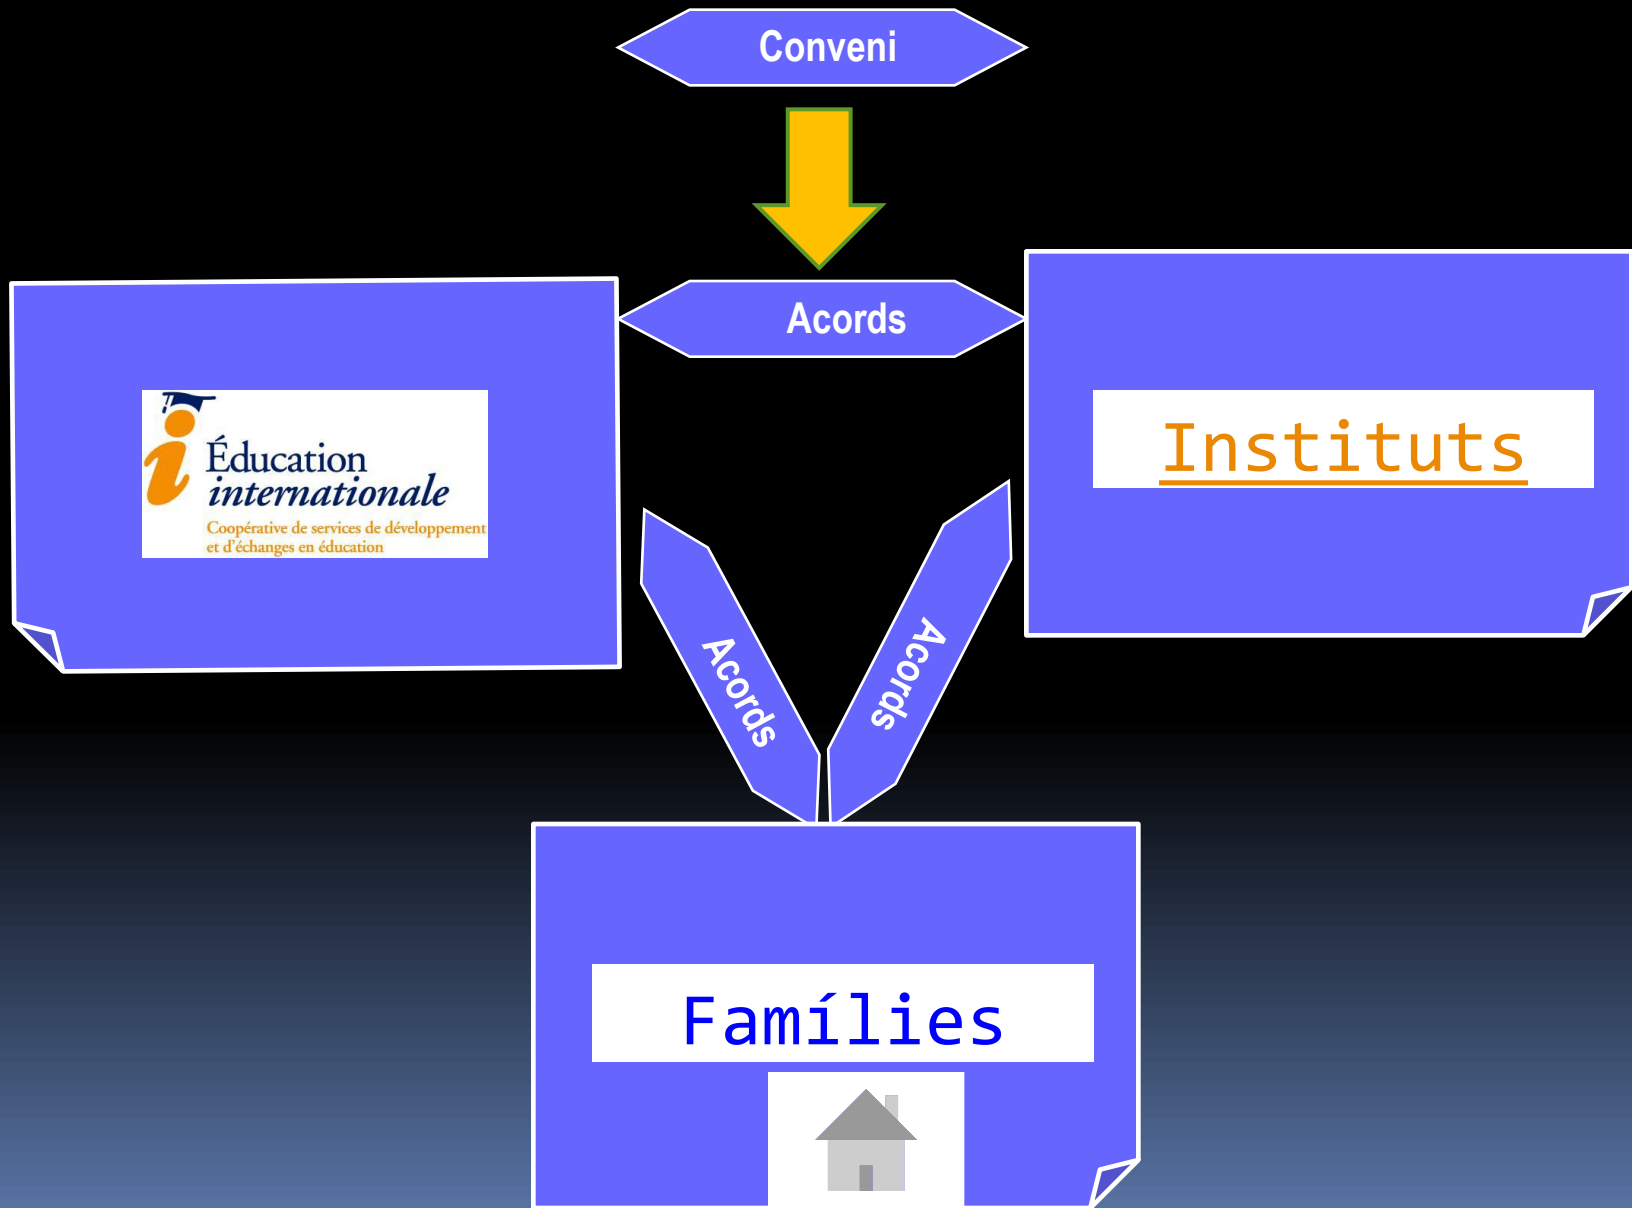 Conveni
Acords
Éducation
internationale
Coopérative de services de développement
et d'échanges en éducation
Instituts
Acords
Acords
Famílies